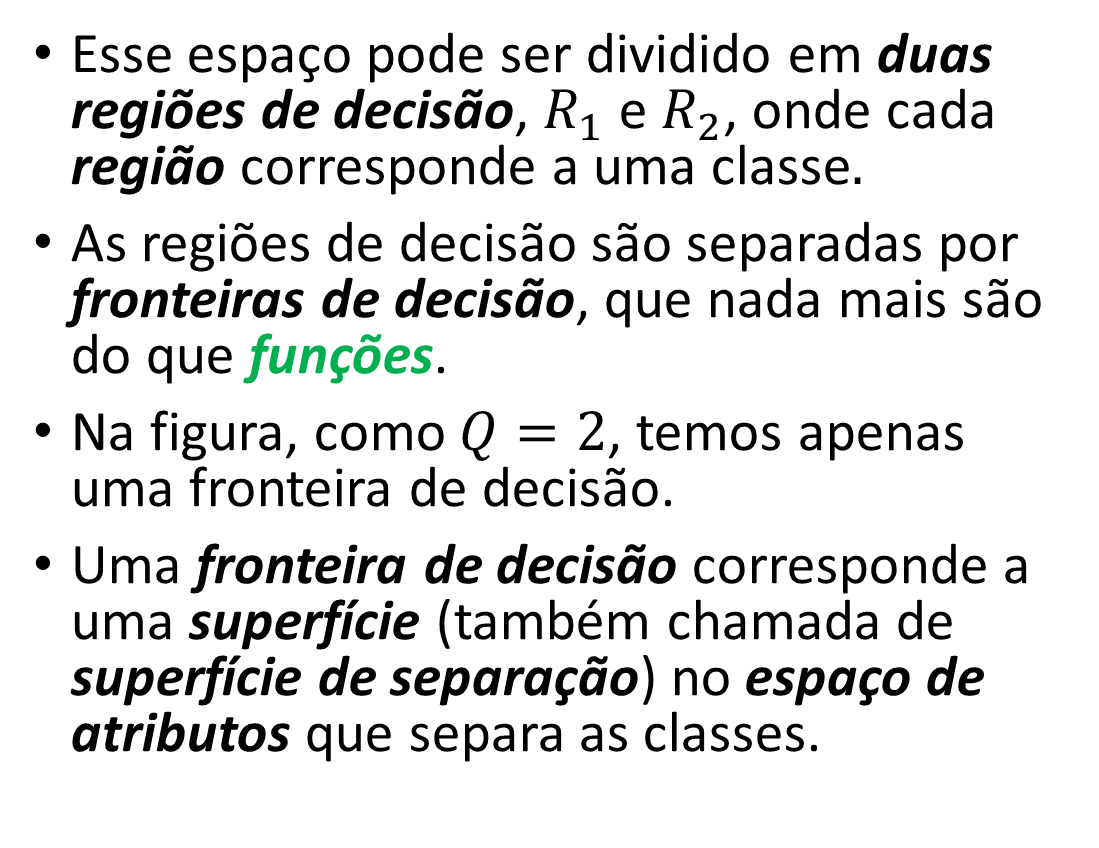 • Esse espaço pode ser dividido em duas
regiões de decisão, R₁ e R₂, onde cada
região corresponde a uma classe.
• As regiões de decisão são separadas por
fronteiras de decisão, que nada mais são
do que funções.
• Na figura, como Q = 2, temos apenas
uma fronteira de decisão.
• Uma fronteira de decisão corresponde a
uma superfície (também chamada de
superfície de separação) no espaço de
atributos que separa as classes.